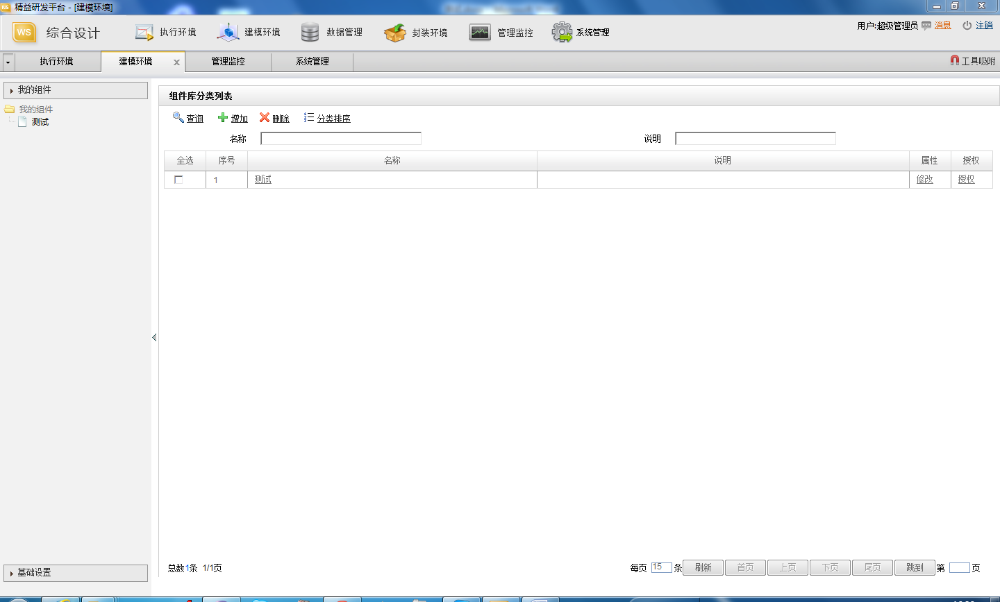 精益研发平台 - [建模环境]
WS 综合设计 执行环境 建模环境 数据管理 封装环境 管理监控 系统管理 用户:超级管理员 消息 注销
执行环境 建模环境 管理监控 系统管理 工具吸附
我的组件
我的组件
测试
组件库分类列表
查询 增加 删除 分类排序
名称 说明
全选 序号 名称 说明 属性 授权
1 测试 修改 授权
总数1条 1/1页 每页 15 条 刷新 首页 上页 下页 尾页 跳到 第 页
基础设置